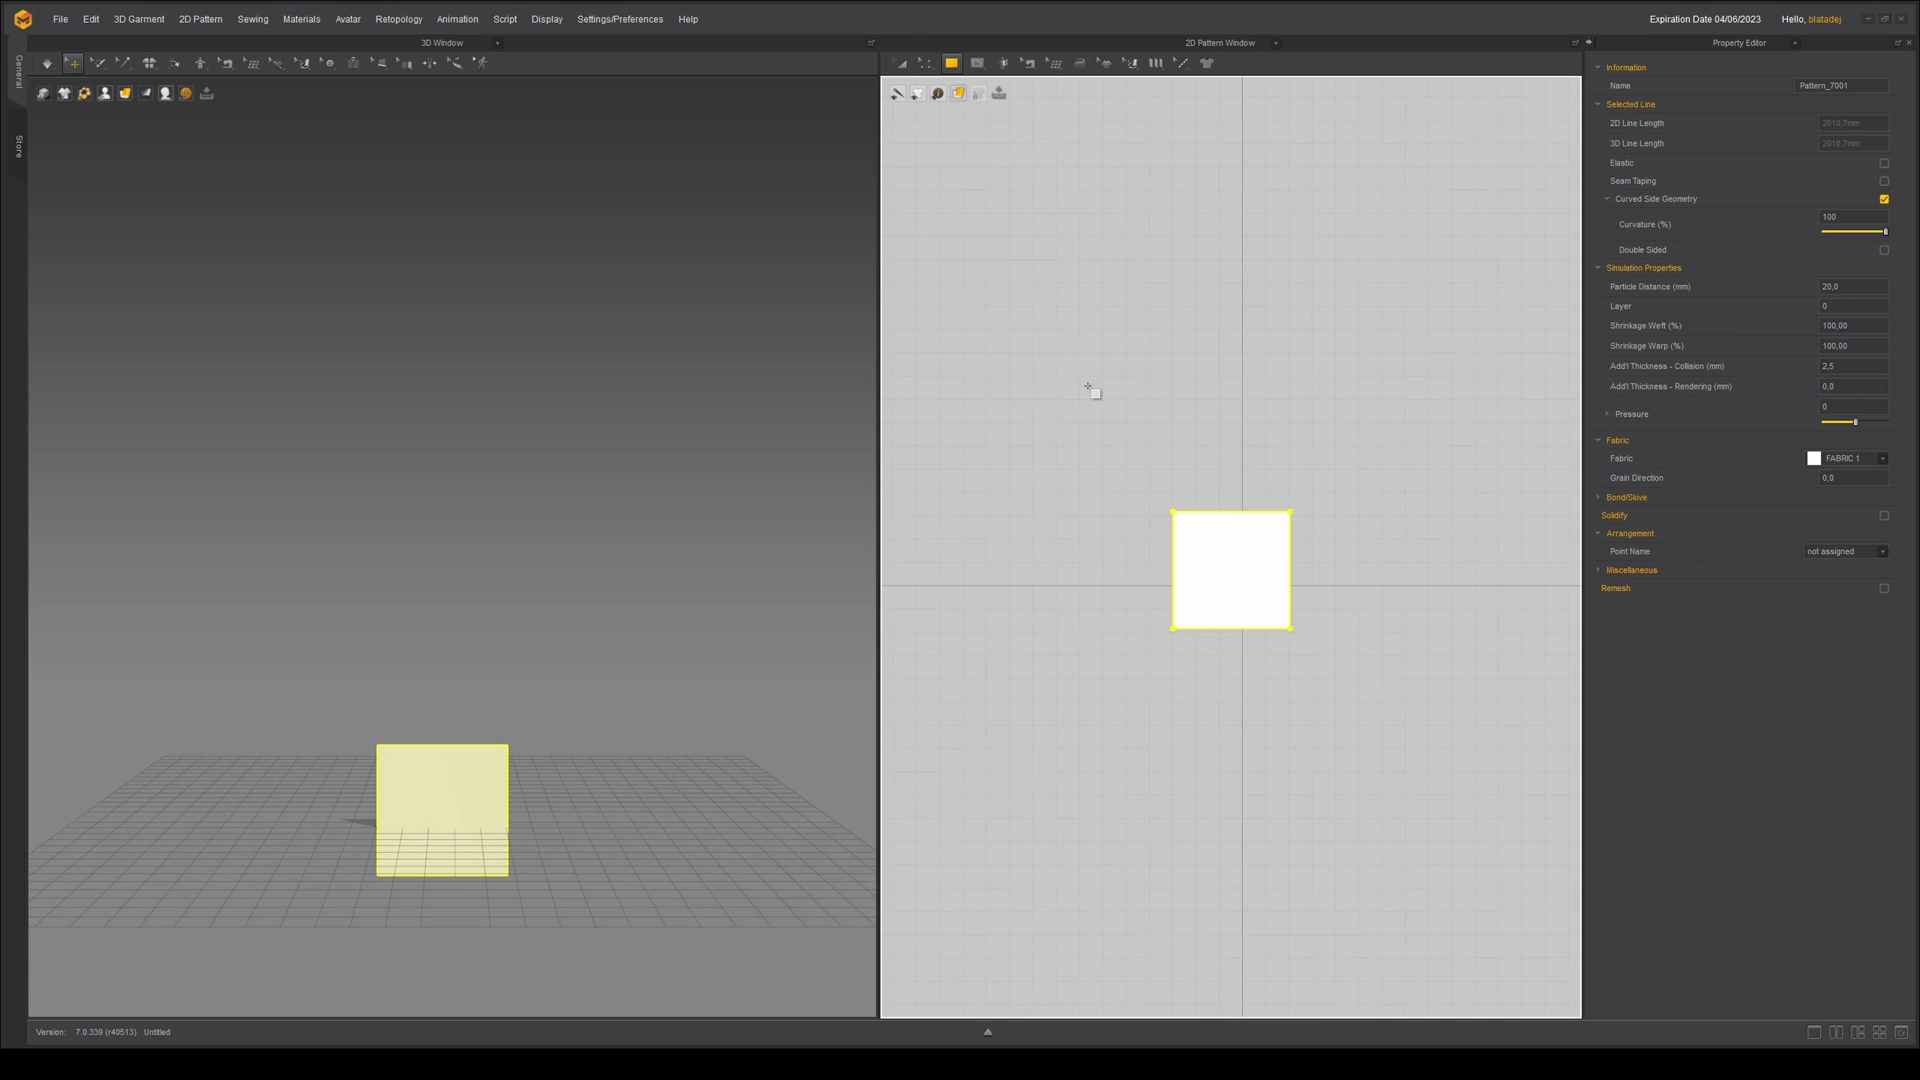 File Edit 3D Garment 2D Pattern Sewing Materials Avatar Retopology Animation Script Display Settings/Preferences Help Expiration Date 04/06/2023 Hello, blatadej
3D Window 2D Pattern Window Property Editor
General
Store
Information
Name Pattern_7001
Selected Line
2D Line Length 2010,7mm
3D Line Length 2010,7mm
Elastic
Seam Taping
Curved Side Geometry
Curvature (%) 100
Double Sided
Simulation Properties
Particle Distance (mm) 20,0
Layer 0
Shrinkage Weft (%) 100,00
Shrinkage Warp (%) 100,00
Add'l Thickness - Collision (mm) 2,5
Add'l Thickness - Rendering (mm) 0,0
Pressure 0
Fabric
Fabric FABRIC 1
Grain Direction 0,0
Bond/Skive
Solidify
Arrangement
Point Name not assigned
Miscellaneous
Remesh
Version: 7.0.339 (r40513) Untitled